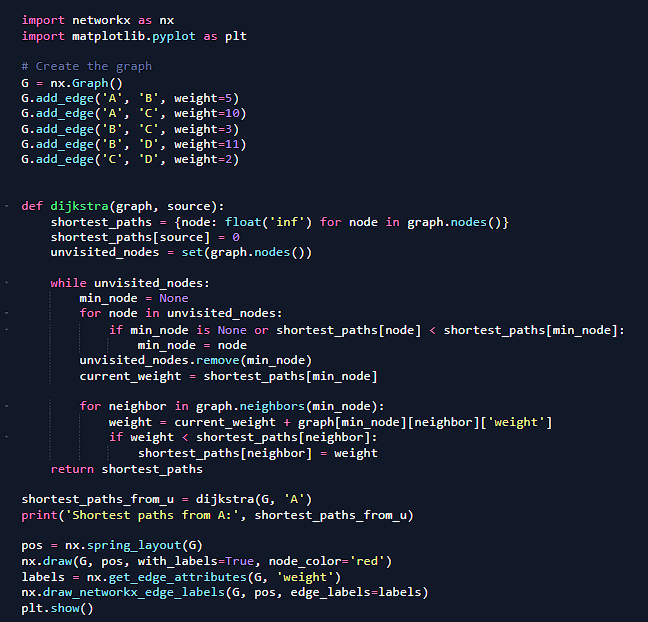 import networkx as nx
import matplotlib.pyplot as plt

# Create the graph
G = nx.Graph()
G.add_edge('A', 'B', weight=5)
G.add_edge('A', 'C', weight=10)
G.add_edge('B', 'C', weight=3)
G.add_edge('B', 'D', weight=11)
G.add_edge('C', 'D', weight=2)


def dijkstra(graph, source):
    shortest_paths = {node: float('inf') for node in graph.nodes()}
    shortest_paths[source] = 0
    unvisited_nodes = set(graph.nodes())

    while unvisited_nodes:
        min_node = None
        for node in unvisited_nodes:
            if min_node is None or shortest_paths[node] < shortest_paths[min_node]:
                min_node = node
        unvisited_nodes.remove(min_node)
        current_weight = shortest_paths[min_node]

        for neighbor in graph.neighbors(min_node):
            weight = current_weight + graph[min_node][neighbor]['weight']
            if weight < shortest_paths[neighbor]:
                shortest_paths[neighbor] = weight
    return shortest_paths

shortest_paths_from_u = dijkstra(G, 'A')
print('Shortest paths from A:', shortest_paths_from_u)

pos = nx.spring_layout(G)
nx.draw(G, pos, with_labels=True, node_color='red')
labels = nx.get_edge_attributes(G, 'weight')
nx.draw_networkx_edge_labels(G, pos, edge_labels=labels)
plt.show()